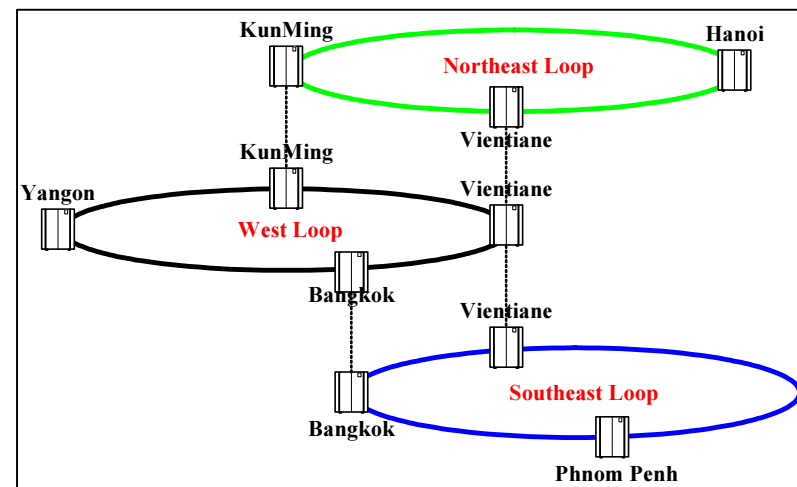 KunMing
Hanoi
Northeast Loop
Vientiane
KunMing
Yangon
Vientiane
West Loop
Bangkok
Vientiane
Southeast Loop
Bangkok
Phnom Penh